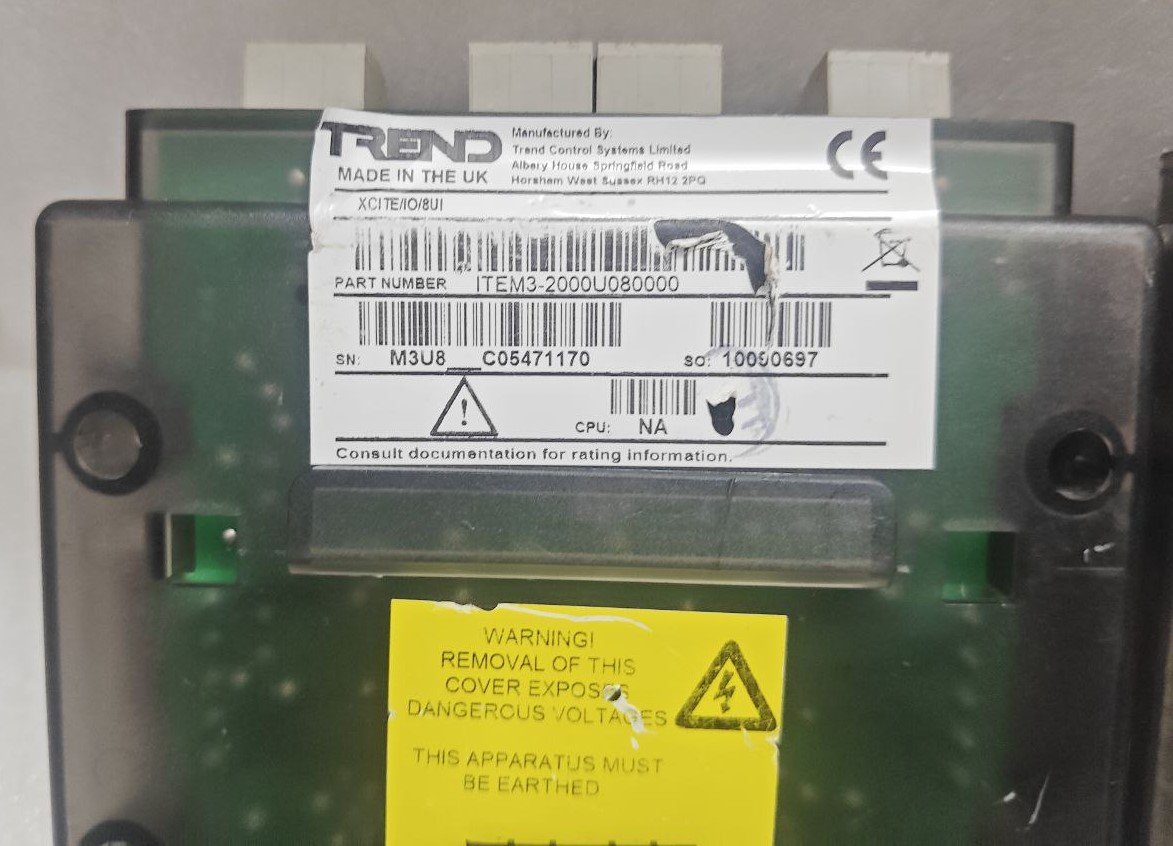 TREND
MADE IN THE UK
Manufactured By:
Trend Control Systems Limited
Albery House Springfield Road
Horsham West Sussex RH12 2PQ
CE
XCITE/IO/8UI
PART NUMBER ITEM3-2000U080000
SN: M3U8__C05471170
SO: 10090697
CPU: NA
Consult documentation for rating information.
WARNING!
REMOVAL OF THIS
COVER EXPOSES
DANGEROUS VOLTAGES
THIS APPARATUS MUST
BE EARTHED.